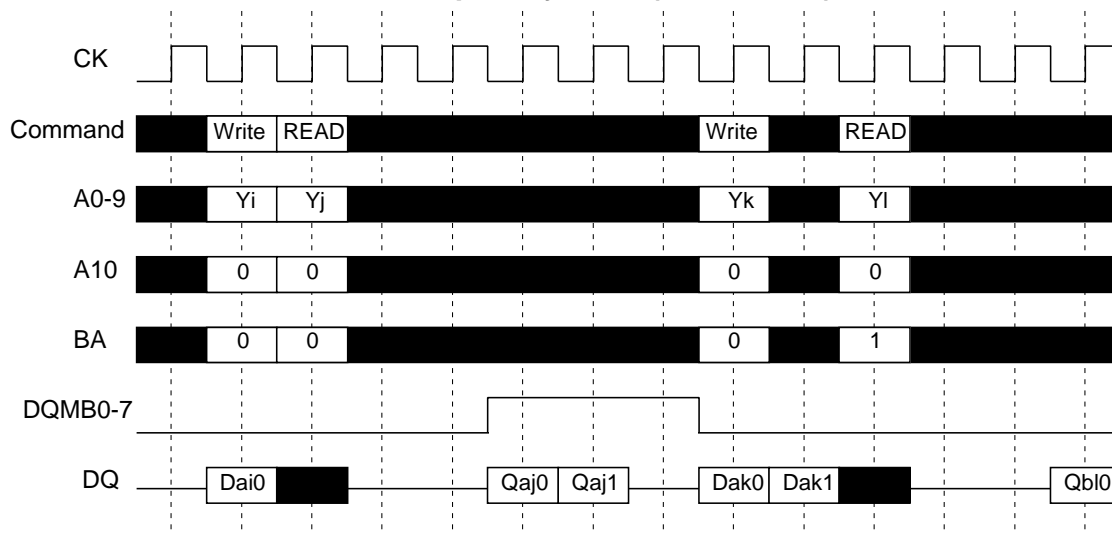 CK
Command Write READ Write READ
A0-9 Yi Yj Yk Yl
A10 0 0 0 0
BA 0 0 0 1
DQMB0-7
DQ Dai0 Qaj0 Qaj1 Dak0 Dak1 Qbl0